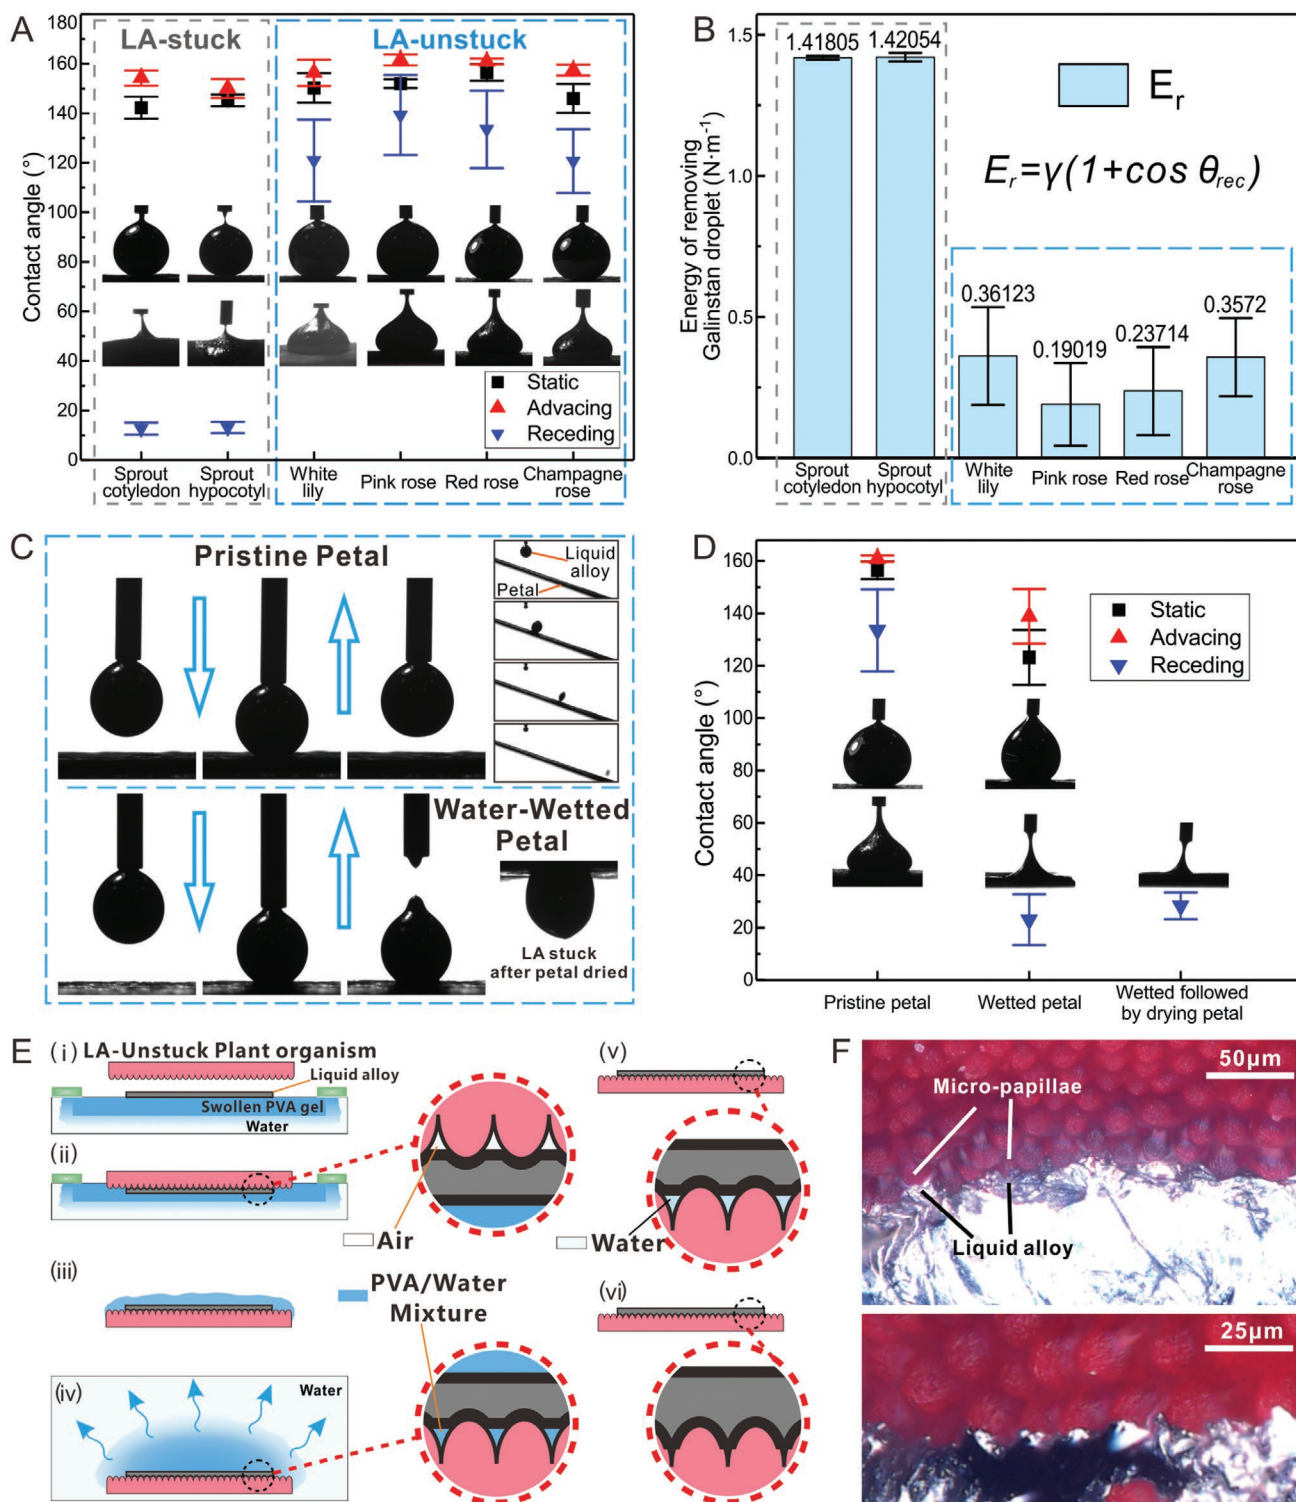 A
180
160
140
120
100
80
60
40
20
0
Contact angle (°)
LA-stuck
LA-unstuck
Static
Advacing
Receding
Sprout
cotyledon
Sprout
hypocotyl
White
lily
Pink rose
Red rose
Champagne
rose
B
1.5
1.0
0.5
0.0
Energy of removing
Galinstan droplet (N·m⁻¹)
1.41805
1.42054
0.36123
0.19019
0.23714
0.3572
Eᵣ
Eᵣ=γ(1+cos θrec)
Sprout
cotyledon
Sprout
hypocotyl
White
lily
Pink rose
Red rose
Champagne
rose
C
Pristine Petal
Liquid
alloy
Petal
Water-Wetted
Petal
LA stuck
after petal dried
D
160
140
120
100
80
60
40
20
0
Contact angle (°)
Static
Advacing
Receding
Pristine petal
Wetted petal
Wetted followed
by drying petal
E
(i) LA-Unstuck Plant organism
Liquid alloy
Swollen PVA gel
Water
(ii)
Air
(iii)
PVA/Water
Mixture
(iv)
Water
(v)
Water
(vi)
F
50μm
Micro-papillae
Liquid alloy
25μm